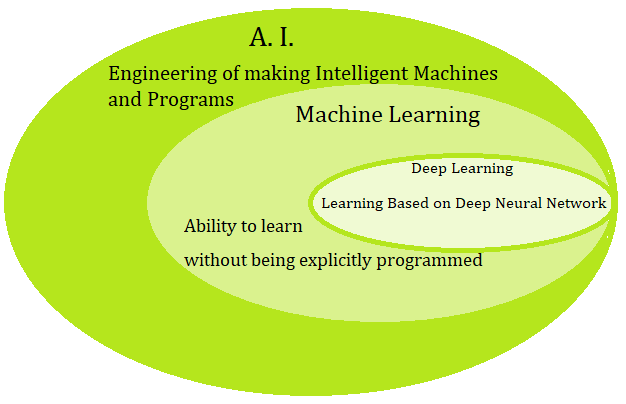 A. I.
Engineering of making Intelligent Machines
and Programs
Machine Learning
Deep Learning
Learning Based on Deep Neural Network
Ability to learn
without being explicitly programmed